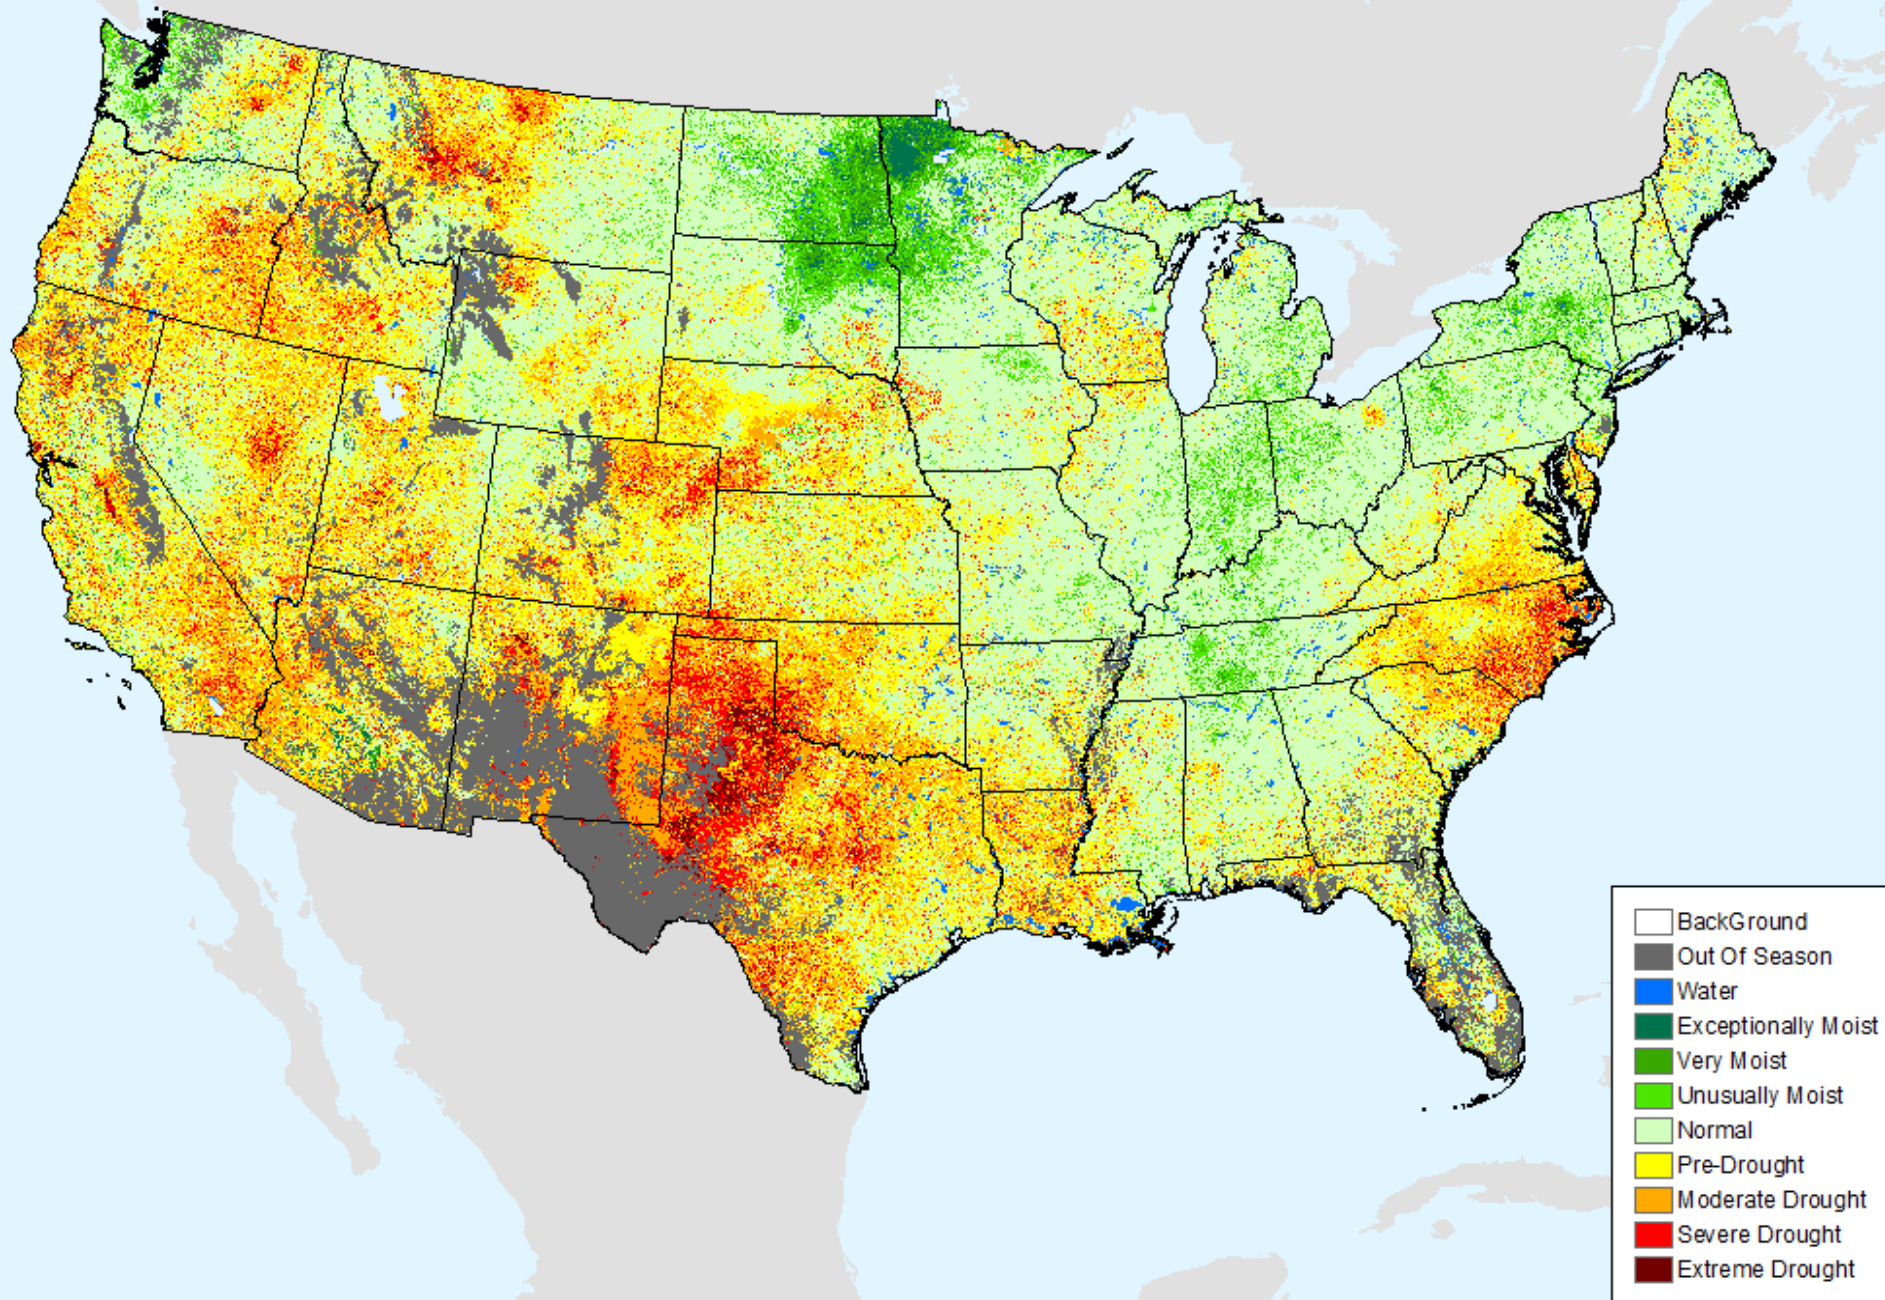 BackGround
Out Of Season
Water
Exceptionally Moist
Very Moist
Unusually Moist
Normal
Pre-Drought
Moderate Drought
Severe Drought
Extreme Drought